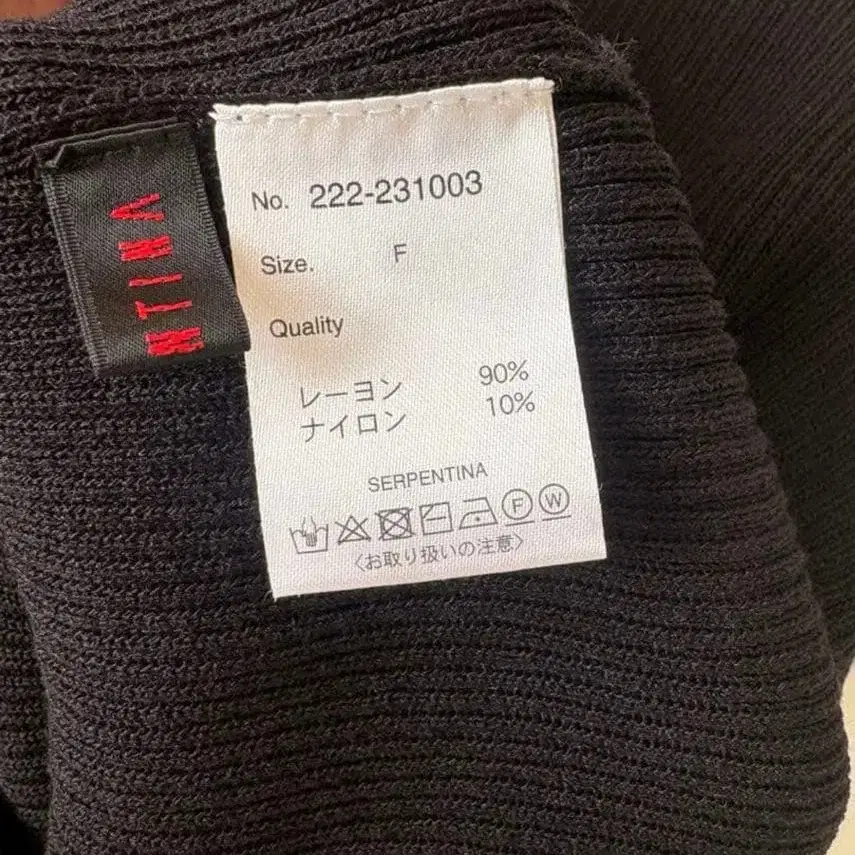 No. 222-231003
Size. F
Quality
レーヨン 90%
ナイロン 10%
SERPENTINA
F W
〈お取り扱いの注意〉
NTINA